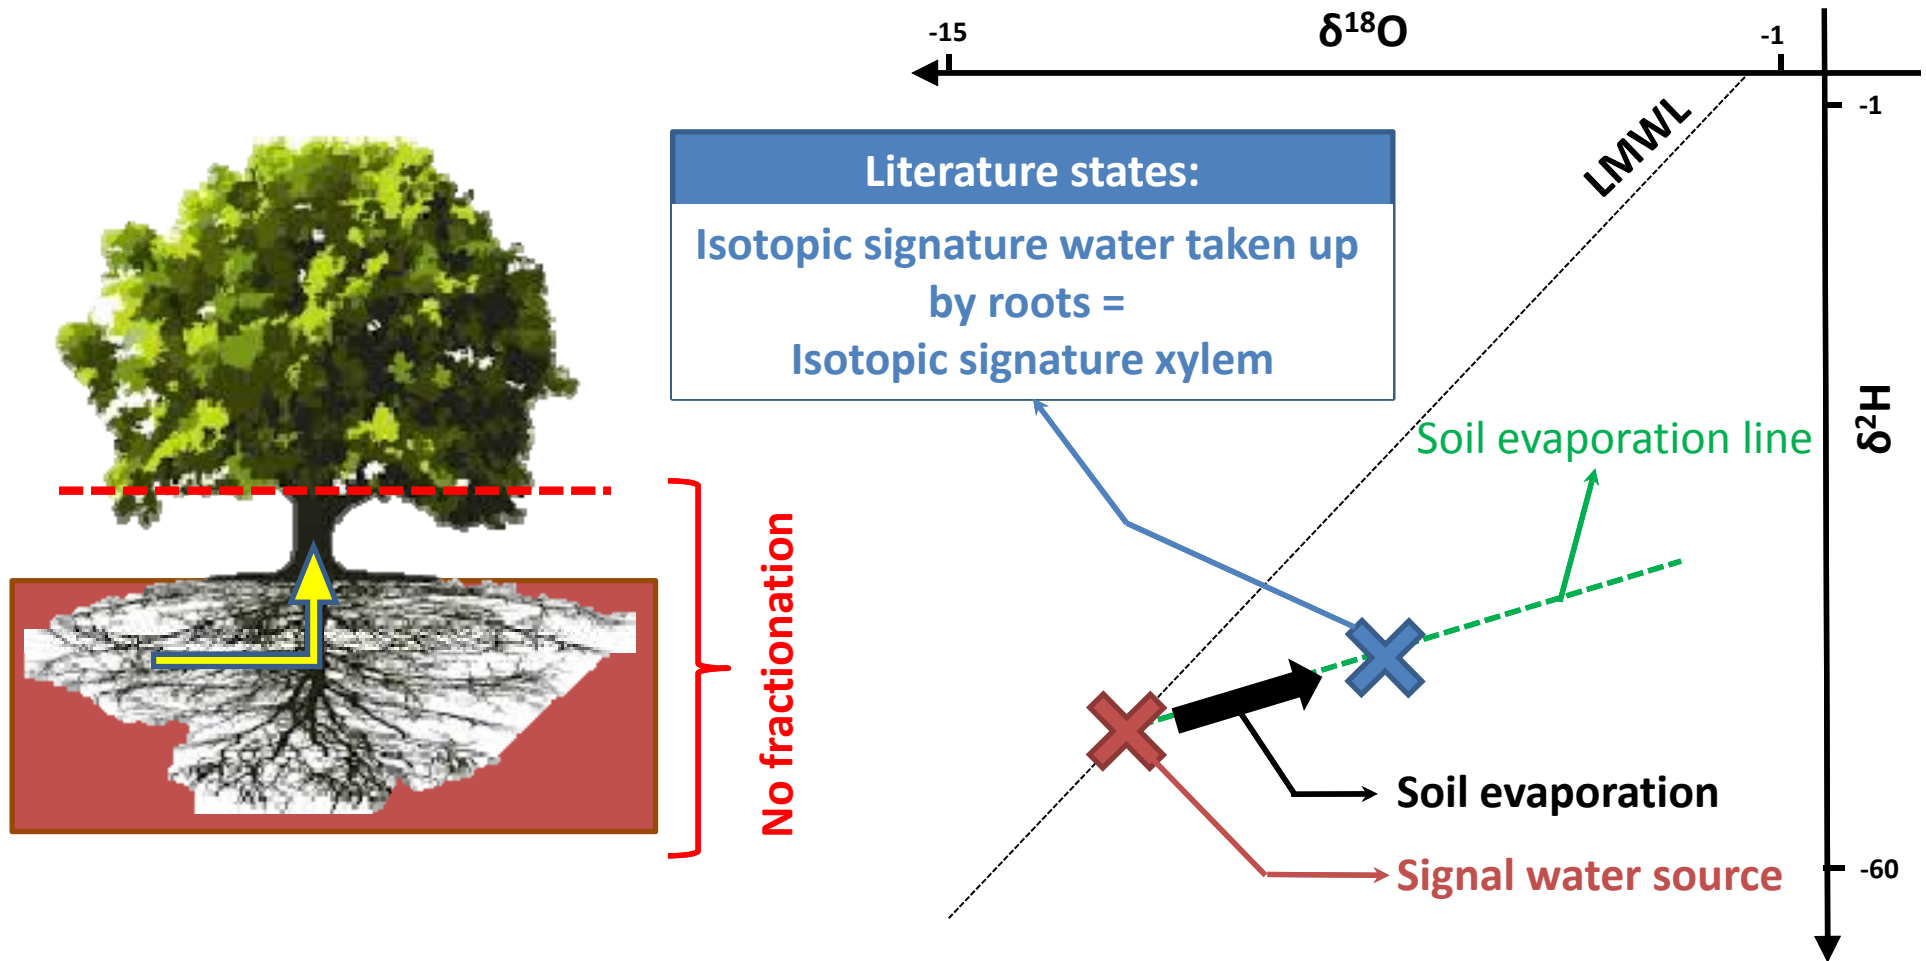 -15
δ¹⁸O
-1
-1
LMWL
Literature states:
Isotopic signature water taken up
by roots =
Isotopic signature xylem
δ²H
Soil evaporation line
No fractionation
Soil evaporation
Signal water source
-60